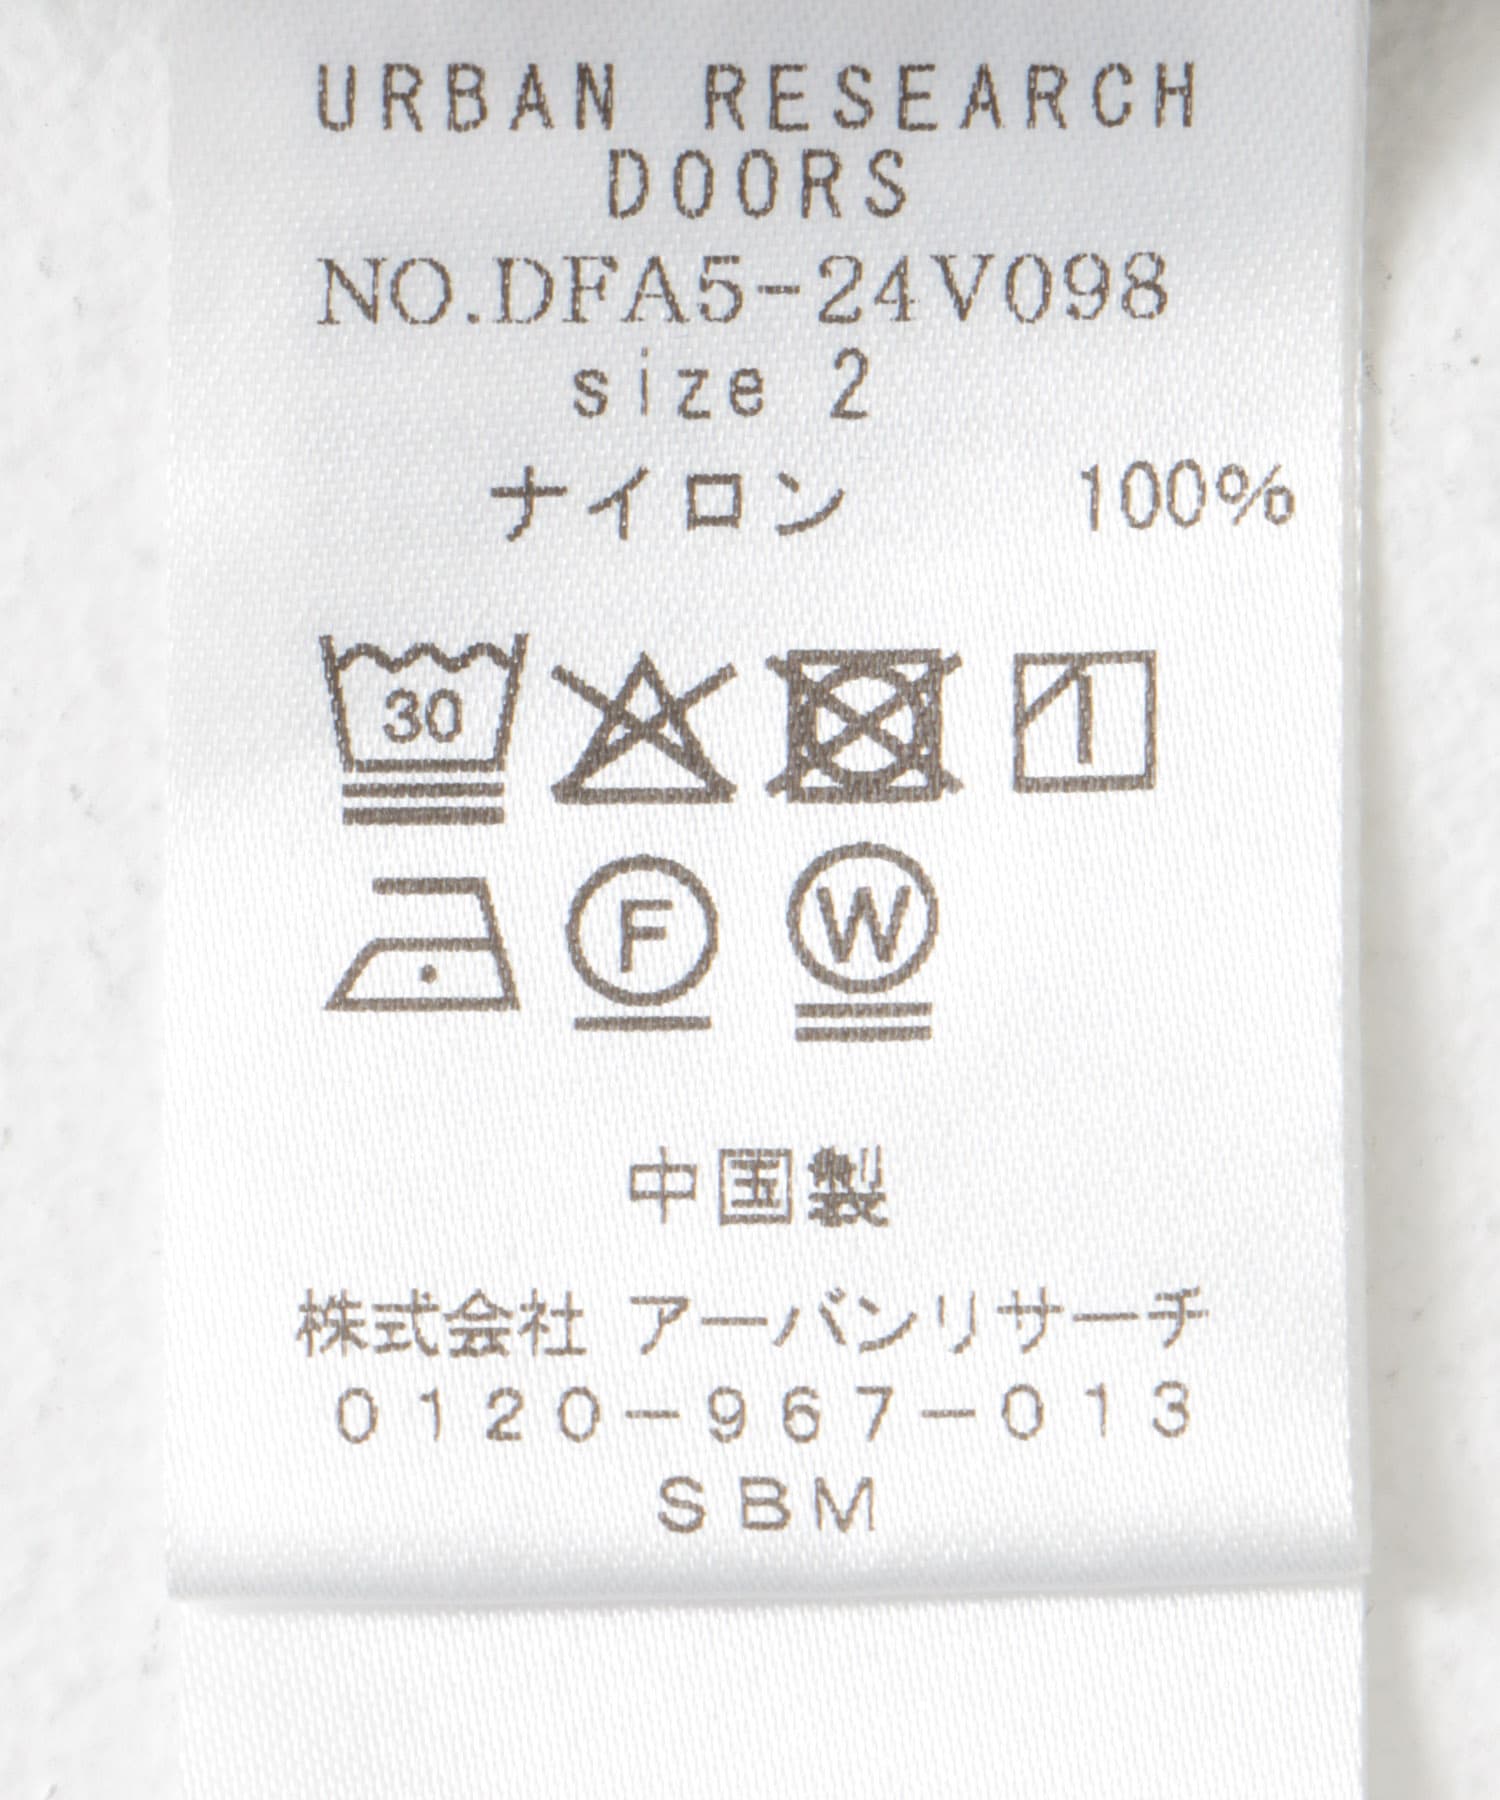 URBAN RESEARCH
DOORS
NO.DFA5-24V098
size 2
ナイロン 100%
30
F W
中国製
株式会社 アーバンリサーチ
0120-967-013
SBM